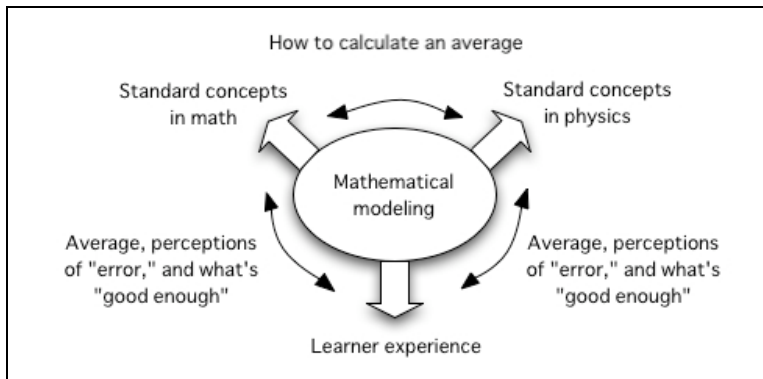 How to calculate an average
Standard concepts
in math
Standard concepts
in physics
Mathematical
modeling
Average, perceptions
of "error," and what's
"good enough"
Average, perceptions
of "error," and what's
"good enough"
Learner experience